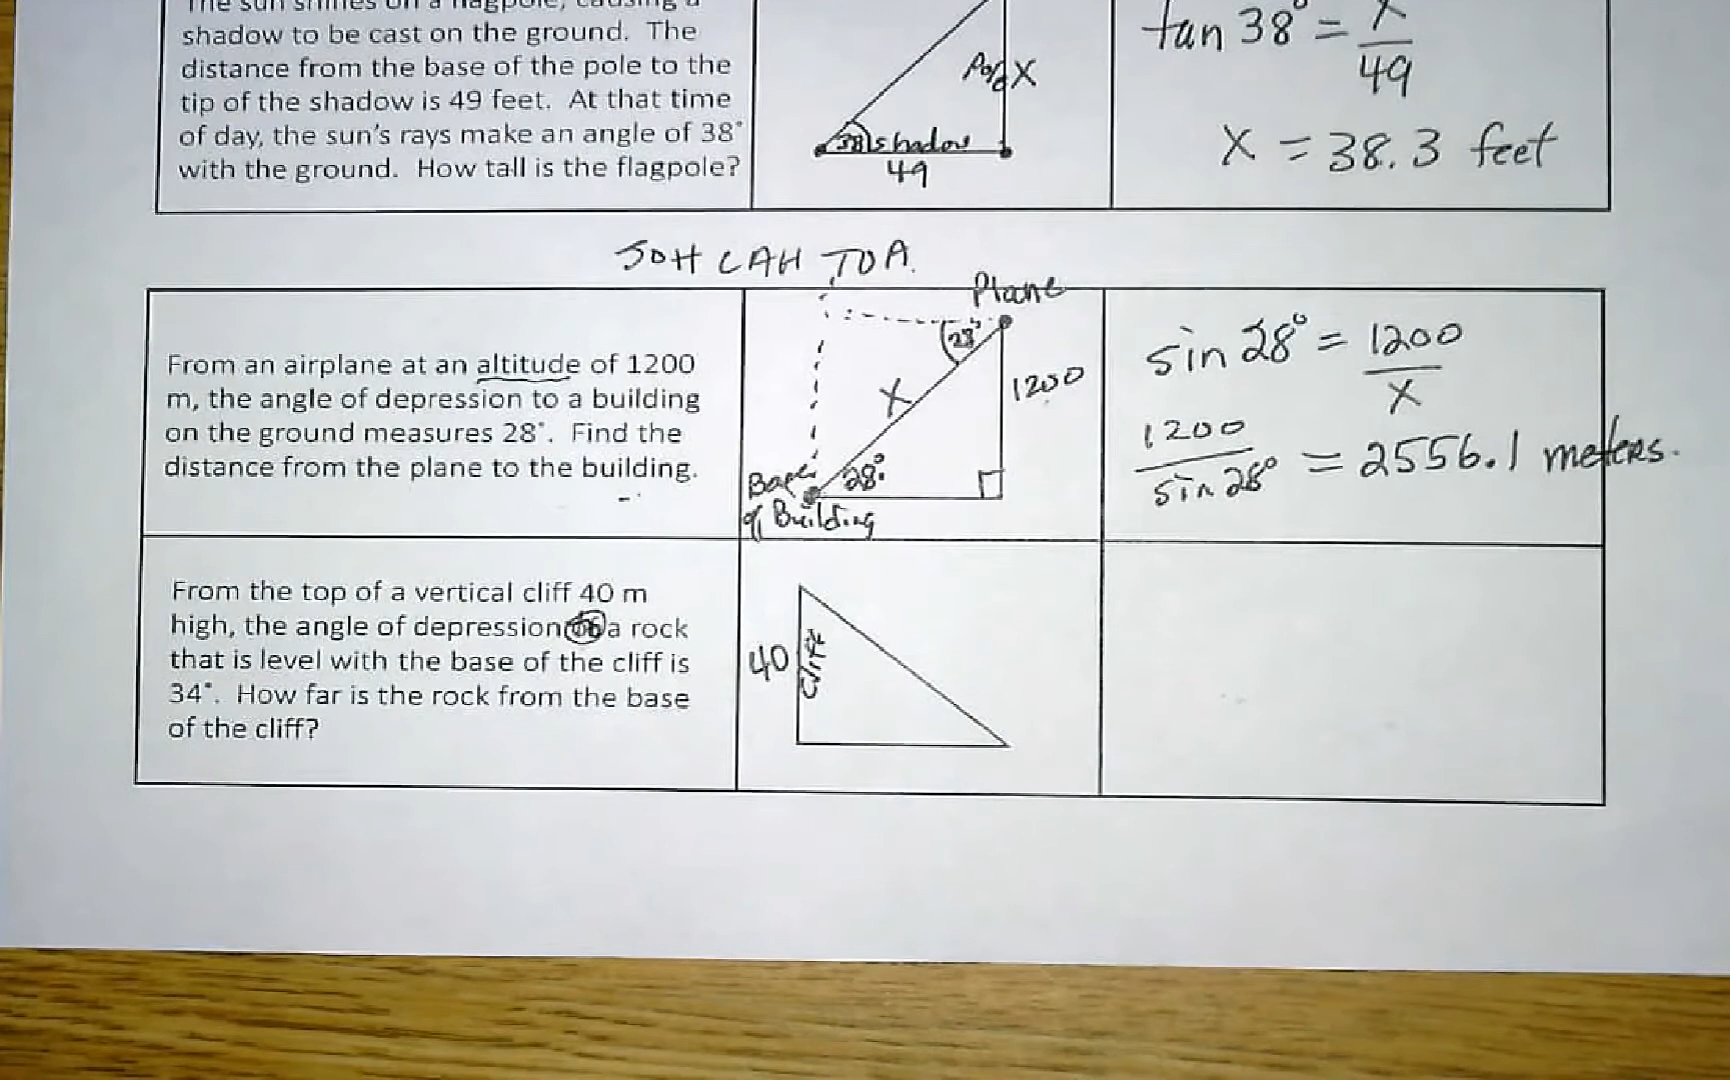 The sun shines on a flagpole, causing a
shadow to be cast on the ground. The
distance from the base of the pole to the
tip of the shadow is 49 feet. At that time
of day, the sun's rays make an angle of 38°
with the ground. How tall is the flagpole?
Pole X
38 shadow
49
tan 38° = x
49
X = 38.3 feet
SOH CAH TOA.
From an airplane at an altitude of 1200
m, the angle of depression to a building
on the ground measures 28°. Find the
distance from the plane to the building.
Plane
28°
X
1200
28°
Base
of Building
sin 28° = 1200
X
1200
sin 28° = 2556.1 meters.
From the top of a vertical cliff 40 m
high, the angle of depression a rock
that is level with the base of the cliff is
34°. How far is the rock from the base
of the cliff?
40
Cliff